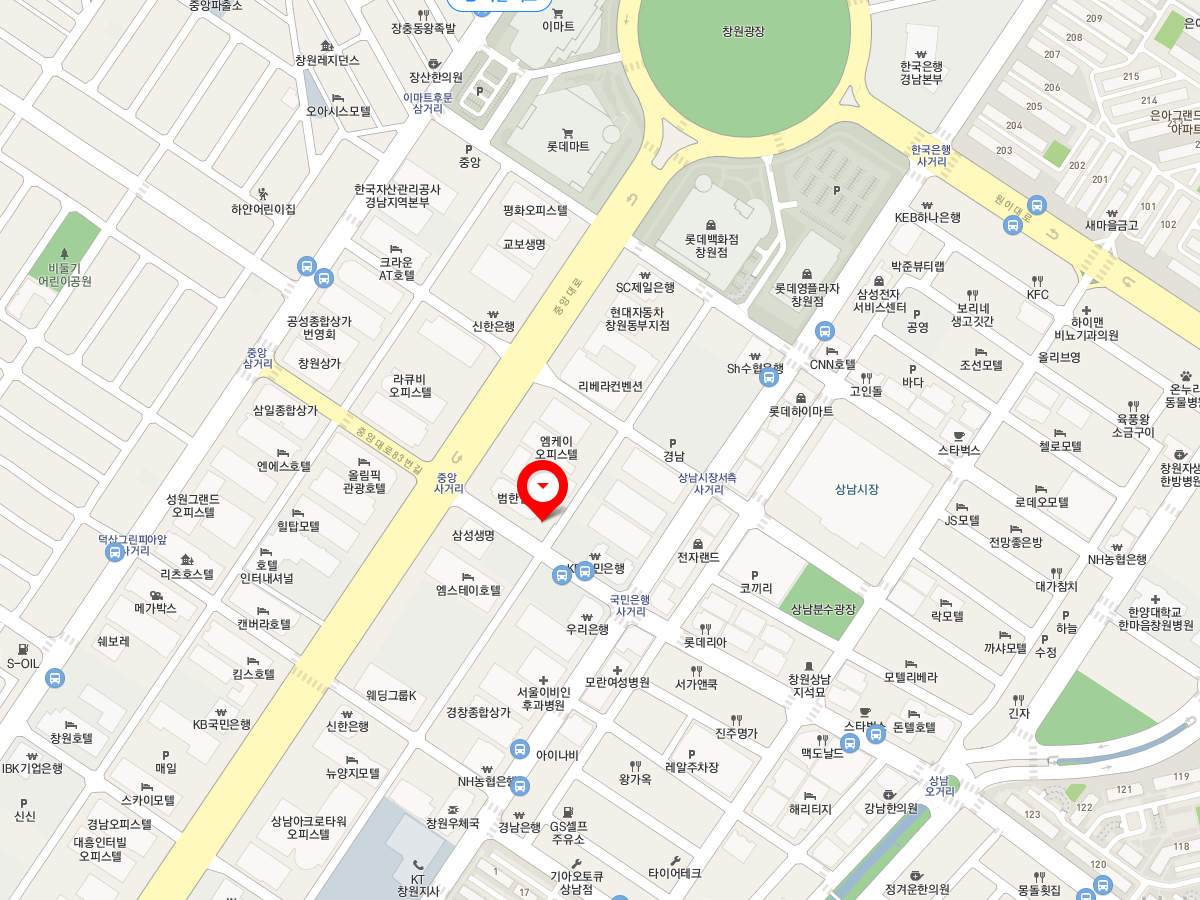 중앙파출소
장충동왕족발
이마트
창원광장
209
208
207
206
205
204
203
202
201
215
214
213
은아그랜드
아파트
창원레지던스
장산한의원
한국은행
경남본부
P
이마트후문
삼거리
오아시스모텔
롯데마트
P
중앙
한국은행
사거리
101
102
한국자산관리공사
경남지역본부
P
하얀어린이집
평화오피스텔
KEB하나은행
원이대로
새마을금고
교보생명
롯데백화점
창원점
비둘기
어린이공원
크라운
AT호텔
박준뷰티랩
SC제일은행
롯데영플라자
창원점
삼성전자
서비스센터
보리네
생고깃간
KFC
중앙대로
공성종합상가
번영회
신한은행
현대자동차
창원동부지점
P
공영
하이맨
비뇨기과의원
중앙
삼거리
창원상가
Sh수협은행
CNN호텔
조선모텔
올리브영
라큐비
오피스텔
리베라컨벤션
고인돌
P
바다
온누리
동물병원
삼일종합상가
롯데하이마트
육풍왕
소금구이
중앙대로83번길
엠케이
오피스텔
P
경남
스타벅스
첼로모텔
엔에스호텔
올림픽
관광호텔
중앙
사거리
상남시장서측
사거리
상남시장
창원자생
한방병원
성원그랜드
오피스텔
로데오모텔
힐탑모텔
JS모텔
삼성생명
전망좋은방
덕산그린피아앞
사거리
전자랜드
NH농협은행
리츠호스텔
호텔
인터내셔널
KB국민은행
P
코끼리
대가참치
엠스테이호텔
메가박스
국민은행
사거리
상남분수광장
락모텔
P
하늘
한양대학교
한마음창원병원
캔버라호텔
우리은행
쉐보레
롯데리아
까사모텔
P
수정
S-OIL
킴스호텔
모란여성병원
서가앤쿡
창원상남
지석묘
모텔리베라
웨딩그룹K
서울이비인
후과병원
KB국민은행
신한은행
경창종합상가
긴자
창원호텔
진주명가
스타벅스
돈텔호텔
아이나비
맥도날드
IBK기업은행
P
매일
뉴양지모텔
NH농협은행
왕가옥
P
레알주차장
상남
오거리
119
스카이모텔
해리티지
강남한의원
122
121
P
신신
123
경남오피스텔
상남아크로타워
오피스텔
창원우체국
경남은행
GS셀프
주유소
대흥인터빌
오피스텔
118
120
KT
창원지사
1
17
기아오토큐
상남점
타이어테크
정겨운한의원
몽돌횟집